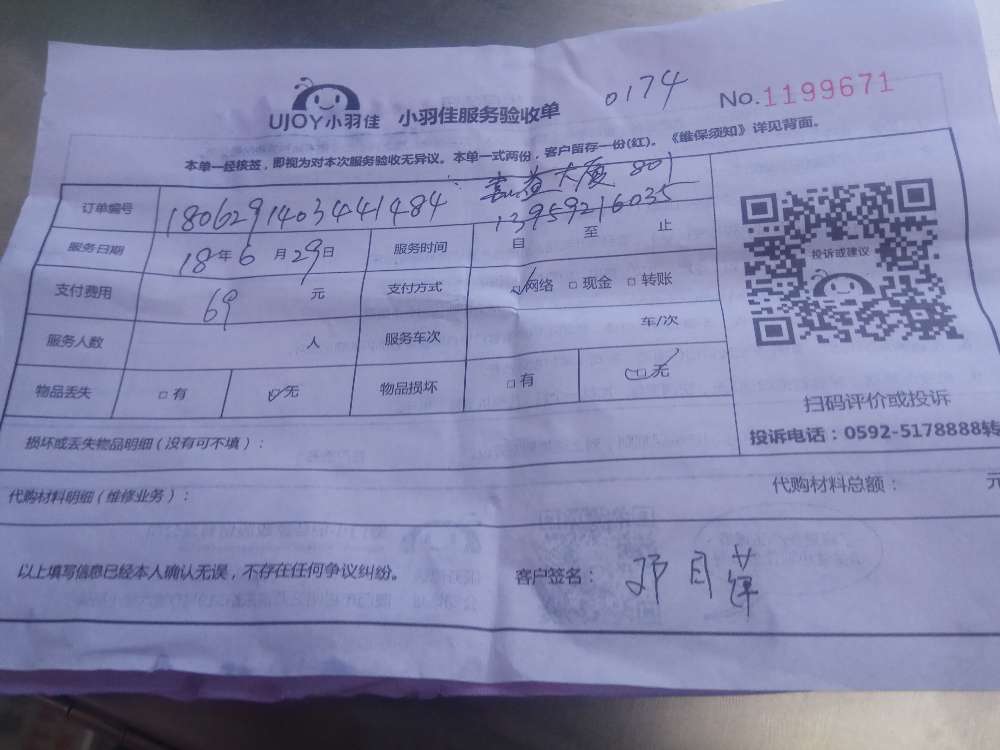 0174
No.1199671
UJOY小羽佳 小羽佳服务验收单
本单一经核签，即视为对本次服务验收无异议。本单一式两份，客户留存一份(红)。《维保须知》详见背面。
大厦 801
订单编号 1806291403441484 13959216035
服务日期 18年6月29日 服务时间 自 至 止
支付费用 69 元 支付方式 网络 □现金 □转账
服务人数 人 服务车次 车/次
物品丢失 □有 无 物品损坏 □有 无
投诉或建议
扫码评价或投诉
投诉电话：0592-5178888转
损坏或丢失物品明细（没有可不填）：
代购材料明细（维修业务）： 代购材料总额： 元
以上填写信息已经本人确认无误，不存在任何争议纠纷。 客户签名：